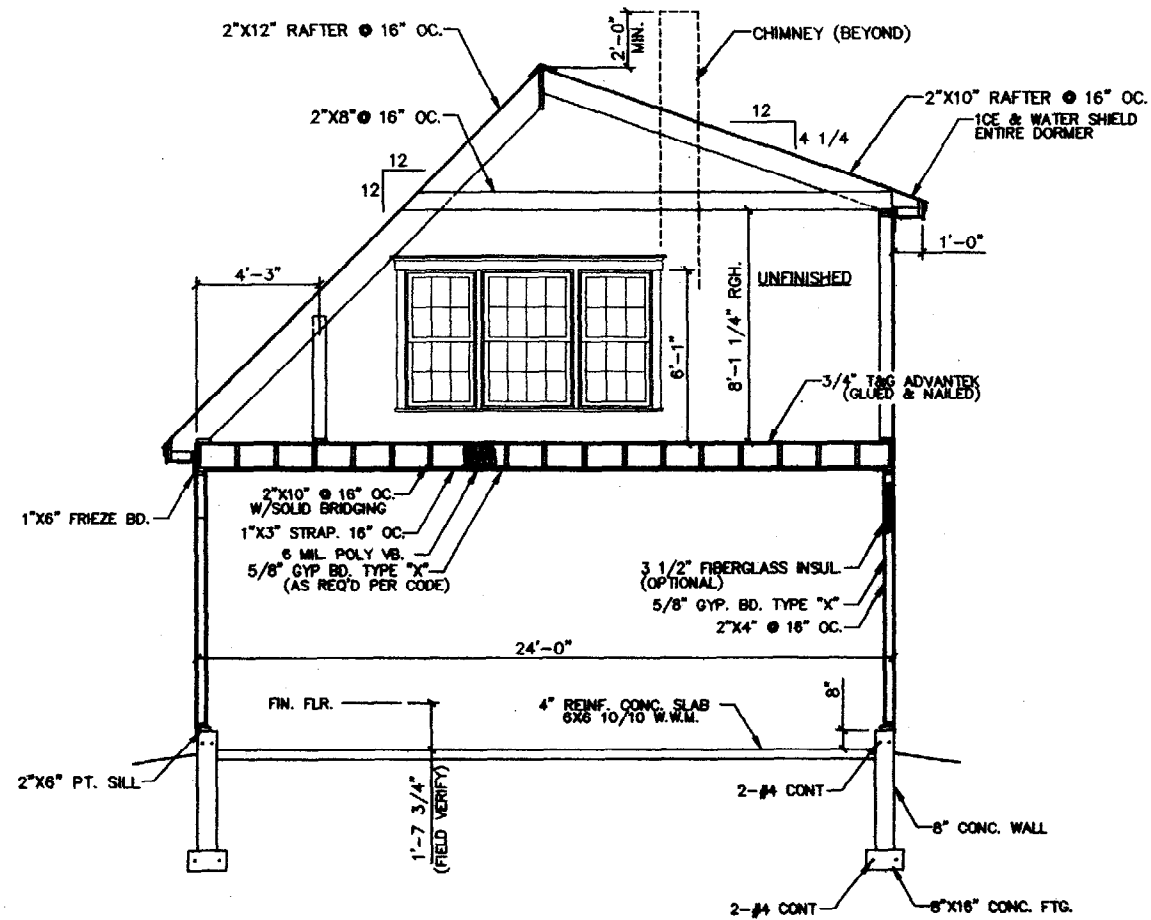 2"X12" RAFTER @ 16" OC.
2'-0"
MIN.
CHIMNEY (BEYOND)
2"X8"@ 16" OC.
12
4 1/4
2"X10" RAFTER @ 16" OC.
1CE & WATER SHIELD
ENTIRE DORMER
12
12
4'-3"
1'-0"
UNFINISHED
6'-1"
8'-1 1/4" RGH.
3/4" T&G ADVANTEK
(GLUED & NAILED)
1"X6" FRIEZE BD.
2"X10" @ 16" OC.
W/SOLID BRIDGING
1"X3" STRAP. 16" OC.
6 MIL POLY VB.
5/8" GYP BD. TYPE "X"
(AS REQ'D PER CODE)
3 1/2" FIBERGLASS INSUL.
(OPTIONAL)
5/8" GYP. BD. TYPE "X"
2"X4" @ 16" OC.
24'-0"
FIN. FLR.
4" REINF. CONC. SLAB
6X6 10/10 W.W.M.
8"
2"X6" PT. SILL
1'-7 3/4"
(FIELD VERIFY)
2-#4 CONT
8" CONC. WALL
2-#4 CONT
8"X16" CONC. FTG.